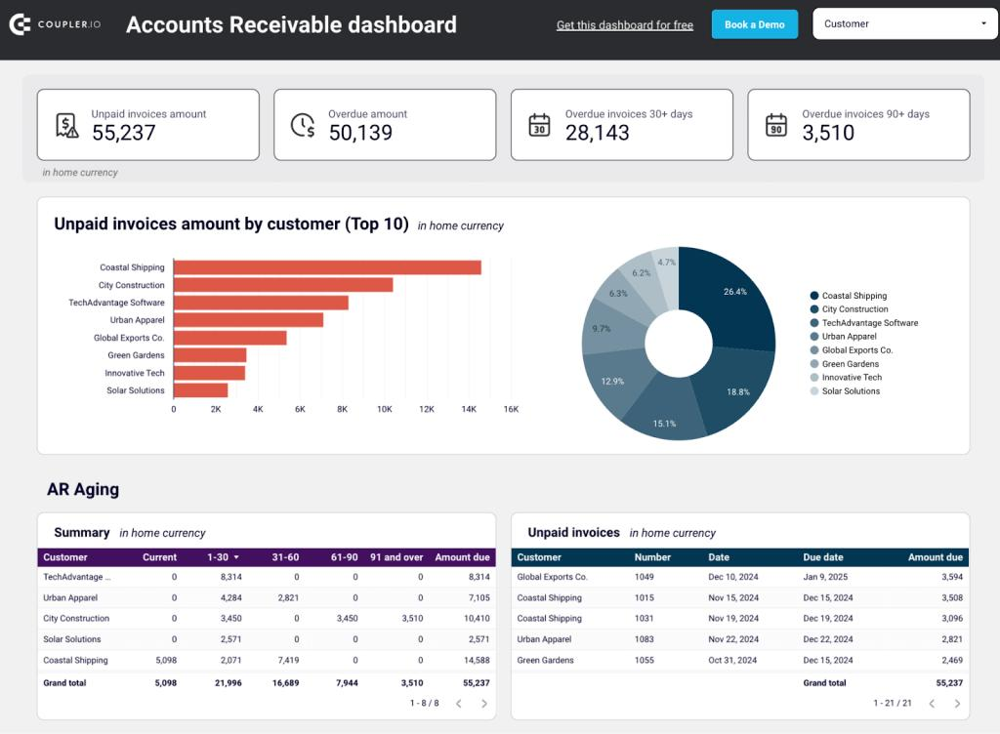 COUPLER.IO
Accounts Receivable dashboard
Get this dashboard for free
Book a Demo
Customer
Unpaid invoices amount
55,237
Overdue amount
50,139
30
Overdue invoices 30+ days
28,143
90
Overdue invoices 90+ days
3,510
in home currency
Unpaid invoices amount by customer (Top 10) in home currency
Coastal Shipping
City Construction
TechAdvantage Software
Urban Apparel
Global Exports Co.
Green Gardens
Innovative Tech
Solar Solutions
0 2K 4K 6K 8K 10K 12K 14K 16K
26.4%
18.8%
15.1%
12.9%
9.7%
6.3%
6.2%
4.7%
Coastal Shipping
City Construction
TechAdvantage Software
Urban Apparel
Global Exports Co.
Green Gardens
Innovative Tech
Solar Solutions
AR Aging
Summary in home currency
Customer Current 1-30 31-60 61-90 91 and over Amount due
TechAdvantage ... 0 8,314 0 0 0 8,314
Urban Apparel 0 4,284 2,821 0 0 7,105
City Construction 0 3,450 0 3,450 3,510 10,410
Solar Solutions 0 2,571 0 0 0 2,571
Coastal Shipping 5,098 2,071 7,419 0 0 14,588
Grand total 5,098 21,996 16,689 7,944 3,510 55,237
1 - 8 / 8
Unpaid invoices in home currency
Customer Number Date Due date Amount due
Global Exports Co. 1049 Dec 10, 2024 Jan 9, 2025 3,594
Coastal Shipping 1015 Nov 15, 2024 Dec 15, 2024 3,508
Coastal Shipping 1031 Nov 19, 2024 Dec 19, 2024 3,096
Urban Apparel 1083 Nov 22, 2024 Dec 22, 2024 2,821
Green Gardens 1055 Oct 31, 2024 Dec 15, 2024 2,469
Grand total 55,237
1 - 21 / 21